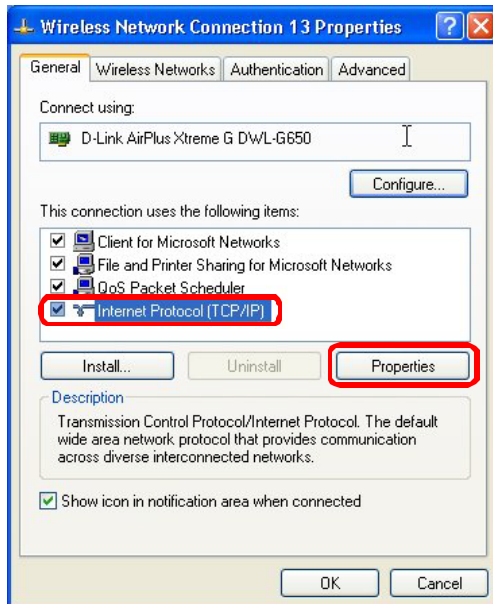 Wireless Network Connection 13 Properties
General Wireless Networks Authentication Advanced
Connect using:
D-Link AirPlus Xtreme G DWL-G650
Configure...
This connection uses the following items:
Client for Microsoft Networks
File and Printer Sharing for Microsoft Networks
QoS Packet Scheduler
Internet Protocol (TCP/IP)
Install... Uninstall Properties
Description
Transmission Control Protocol/Internet Protocol. The default
wide area network protocol that provides communication
across diverse interconnected networks.
Show icon in notification area when connected
OK Cancel